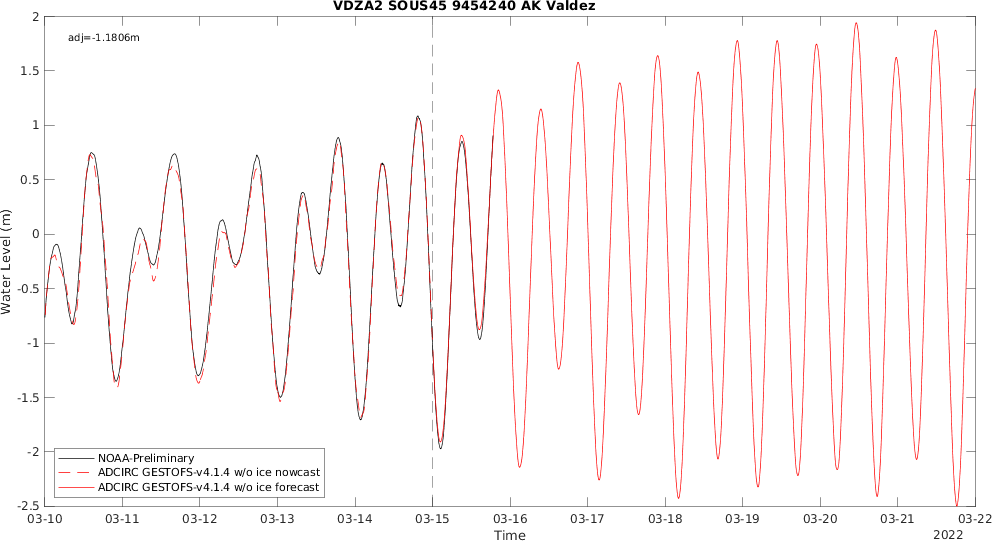 VDZA2 SOUS45 9454240 AK Valdez
adj=-1.1806m
2
1.5
1
0.5
0
-0.5
-1
-1.5
-2
-2.5
Water Level (m)
NOAA-Preliminary
ADCIRC GESTOFS-v4.1.4 w/o ice nowcast
ADCIRC GESTOFS-v4.1.4 w/o ice forecast
03-10 03-11 03-12 03-13 03-14 03-15 03-16 03-17 03-18 03-19 03-20 03-21 03-22
Time
2022